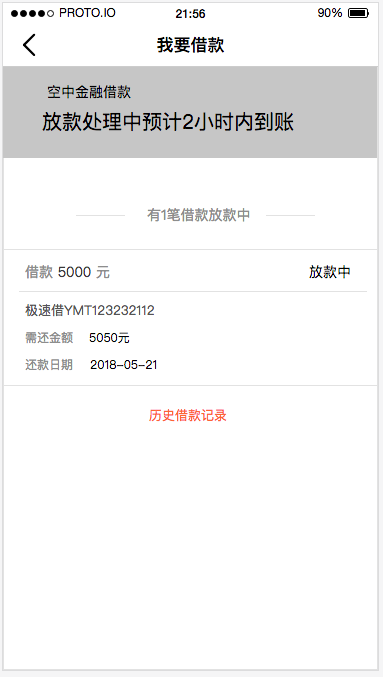 PROTO.IO 21:56 90%
我要借款
空中金融借款
放款处理中预计2小时内到账
有1笔借款放款中
借款 5000 元 放款中
极速借YMT123232112
需还金额 5050元
还款日期 2018-05-21
历史借款记录